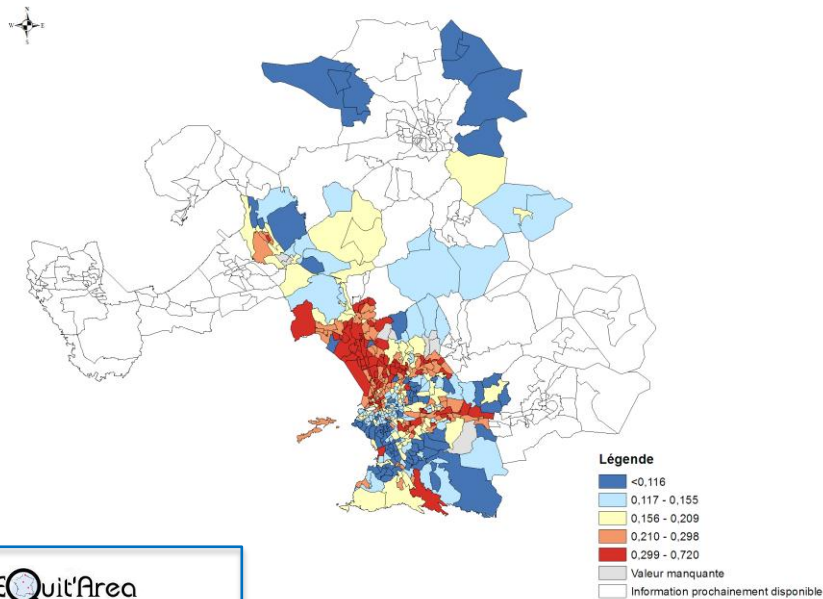 N
W E
S
Légende
<0,116
0,117 - 0,155
0,156 - 0,209
0,210 - 0,298
0,299 - 0,720
Valeur manquante
Information prochainement disponible
EQuit'Area